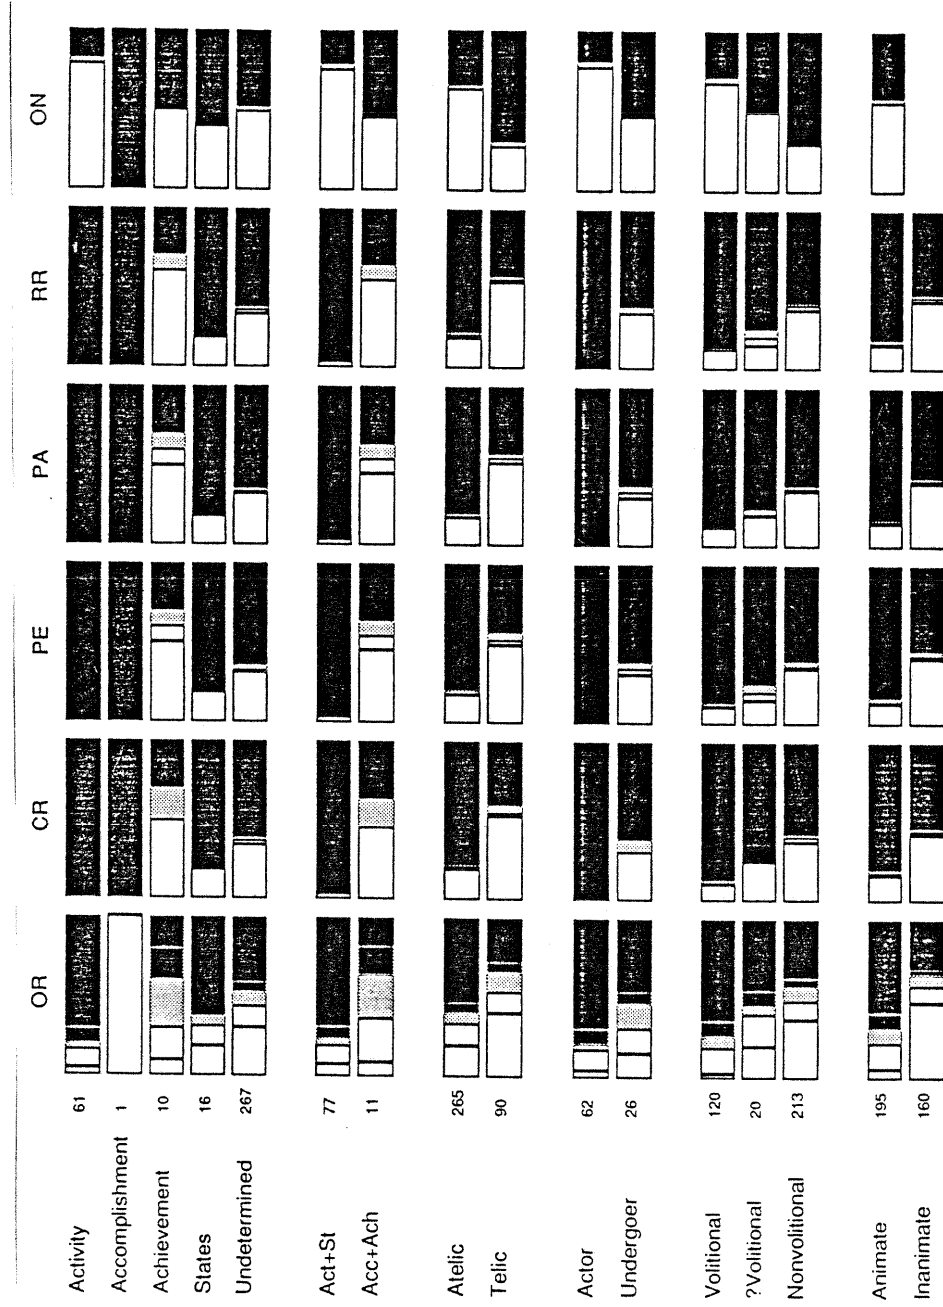 OR CR PE PA RR ON
Activity 61
Accomplishment 1
Achievement 10
States 16
Undetermined 267
Act+St 77
Acc+Ach 11
Atelic 265
Telic 90
Actor 62
Undergoer 26
Volitional 120
?Volitional 20
Nonvolitional 213
Animate 195
Inanimate 160